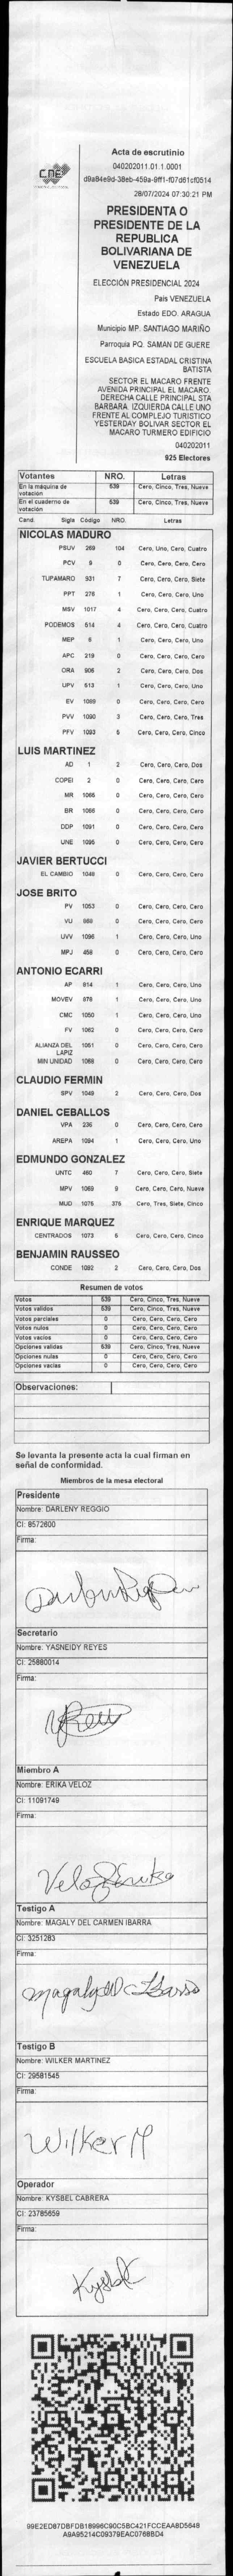 CNE
Acta de escrutinio
040202011.01.1.0001
d9a84e9d-38eb-459a-9ff1-f07d61cf0514
28/07/2024 07:30:21 PM
PRESIDENTA O
PRESIDENTE DE LA
REPUBLICA
BOLIVARIANA DE
VENEZUELA
ELECCIÓN PRESIDENCIAL 2024
País VENEZUELA
Estado EDO. ARAGUA
Municipio MP. SANTIAGO MARIÑO
Parroquia PQ. SAMAN DE GUERE
ESCUELA BASICA ESTADAL CRISTINA
BATISTA
SECTOR EL MACARO FRENTE
AVENIDA PRINCIPAL EL MACARO.
DERECHA CALLE PRINCIPAL STA
BARBARA. IZQUIERDA CALLE UNO
FRENTE AL COMPLEJO TURISTICO
YESTERDAY BOLIVAR SECTOR EL
MACARO TURMERO EDIFICIO
040202011
925 Electores
Votantes NRO. Letras
En la máquina de votación 539 Cero, Cinco, Tres, Nueve
En el cuaderno de votación 539 Cero, Cinco, Tres, Nueve
Cand. Sigla Código NRO. Letras
NICOLAS MADURO
PSUV 269 104 Cero, Uno, Cero, Cuatro
PCV 9 0 Cero, Cero, Cero, Cero
TUPAMARO 931 7 Cero, Cero, Cero, Siete
PPT 276 1 Cero, Cero, Cero, Uno
MSV 1017 4 Cero, Cero, Cero, Cuatro
PODEMOS 514 4 Cero, Cero, Cero, Cuatro
MEP 6 1 Cero, Cero, Cero, Uno
APC 219 0 Cero, Cero, Cero, Cero
ORA 906 2 Cero, Cero, Cero, Dos
UPV 613 1 Cero, Cero, Cero, Uno
EV 1089 0 Cero, Cero, Cero, Cero
PVV 1090 3 Cero, Cero, Cero, Tres
PFV 1093 5 Cero, Cero, Cero, Cinco
LUIS MARTINEZ
AD 1 2 Cero, Cero, Cero, Dos
COPEI 2 0 Cero, Cero, Cero, Cero
MR 1065 0 Cero, Cero, Cero, Cero
BR 1066 0 Cero, Cero, Cero, Cero
DDP 1091 0 Cero, Cero, Cero, Cero
UNE 1095 0 Cero, Cero, Cero, Cero
JAVIER BERTUCCI
EL CAMBIO 1048 0 Cero, Cero, Cero, Cero
JOSE BRITO
PV 1053 0 Cero, Cero, Cero, Cero
VU 0 Cero, Cero, Cero, Cero
UVV 1096 1 Cero, Cero, Cero, Uno
MPJ 458 0 Cero, Cero, Cero, Cero
ANTONIO ECARRI
AP 814 1 Cero, Cero, Cero, Uno
MOVEV 878 1 Cero, Cero, Cero, Uno
CMC 1050 1 Cero, Cero, Cero, Uno
FV 1062 0 Cero, Cero, Cero, Cero
ALIANZA DEL LAPIZ 1051 0 Cero, Cero, Cero, Cero
MIN UNIDAD 1068 0 Cero, Cero, Cero, Cero
CLAUDIO FERMIN
SPV 1049 2 Cero, Cero, Cero, Dos
DANIEL CEBALLOS
VPA 236 0 Cero, Cero, Cero, Cero
AREPA 1094 1 Cero, Cero, Cero, Uno
EDMUNDO GONZALEZ
UNTC 460 7 Cero, Cero, Cero, Siete
MPV 1069 9 Cero, Cero, Cero, Nueve
MUD 1075 375 Cero, Tres, Siete, Cinco
ENRIQUE MARQUEZ
CENTRADOS 1073 5 Cero, Cero, Cero, Cinco
BENJAMIN RAUSSEO
CONDE 1092 2 Cero, Cero, Cero, Dos
Resumen de votos
Votos 539 Cero, Cinco, Tres, Nueve
Votos validos 539 Cero, Cinco, Tres, Nueve
Votos parciales 0 Cero, Cero, Cero, Cero
Votos nulos 0 Cero, Cero, Cero, Cero
Votos vacios 0 Cero, Cero, Cero, Cero
Opciones validas 539 Cero, Cinco, Tres, Nueve
Opciones nulas 0 Cero, Cero, Cero, Cero
Opciones vacias 0 Cero, Cero, Cero, Cero
Observaciones:
Se levanta la presente acta la cual firman en
señal de conformidad.
Miembros de la mesa electoral
Presidente
Nombre: DARLENY REGGIO
CI: 8572600
Firma:
Secretario
Nombre: YASNEIDY REYES
CI: 25880014
Firma:
YReyes
Miembro A
Nombre: ERIKA VELOZ
CI: 11091749
Firma:
Veloz Erika
Testigo A
Nombre: MAGALY DEL CARMEN IBARRA
CI: 3251283
Firma:
Magaly D C Ibarra
Testigo B
Nombre: WILKER MARTINEZ
CI: 29581545
Firma:
Wilker M
Operador
Nombre: KYSBEL CABRERA
CI: 23785659
Firma:
Kysbel
99E2ED87DBFDB18996C90C5BC421FCCEAA8D5648
A9A95214C09379EAC0768BD4